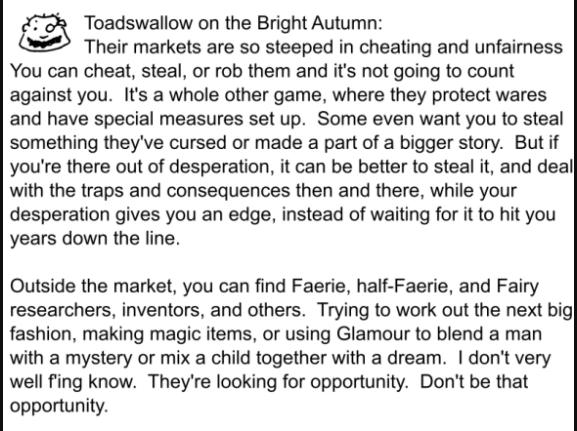 Toadswallow on the Bright Autumn:
Their markets are so steeped in cheating and unfairness
You can cheat, steal, or rob them and it's not going to count
against you.  It's a whole other game, where they protect wares
and have special measures set up.  Some even want you to steal
something they've cursed or made a part of a bigger story.  But if
you're there out of desperation, it can be better to steal it, and deal
with the traps and consequences then and there, while your
desperation gives you an edge, instead of waiting for it to hit you
years down the line.

Outside the market, you can find Faerie, half-Faerie, and Fairy
researchers, inventors, and others.  Trying to work out the next big
fashion, making magic items, or using Glamour to blend a man
with a mystery or mix a child together with a dream.  I don't very
well f'ing know.  They're looking for opportunity.  Don't be that
opportunity.